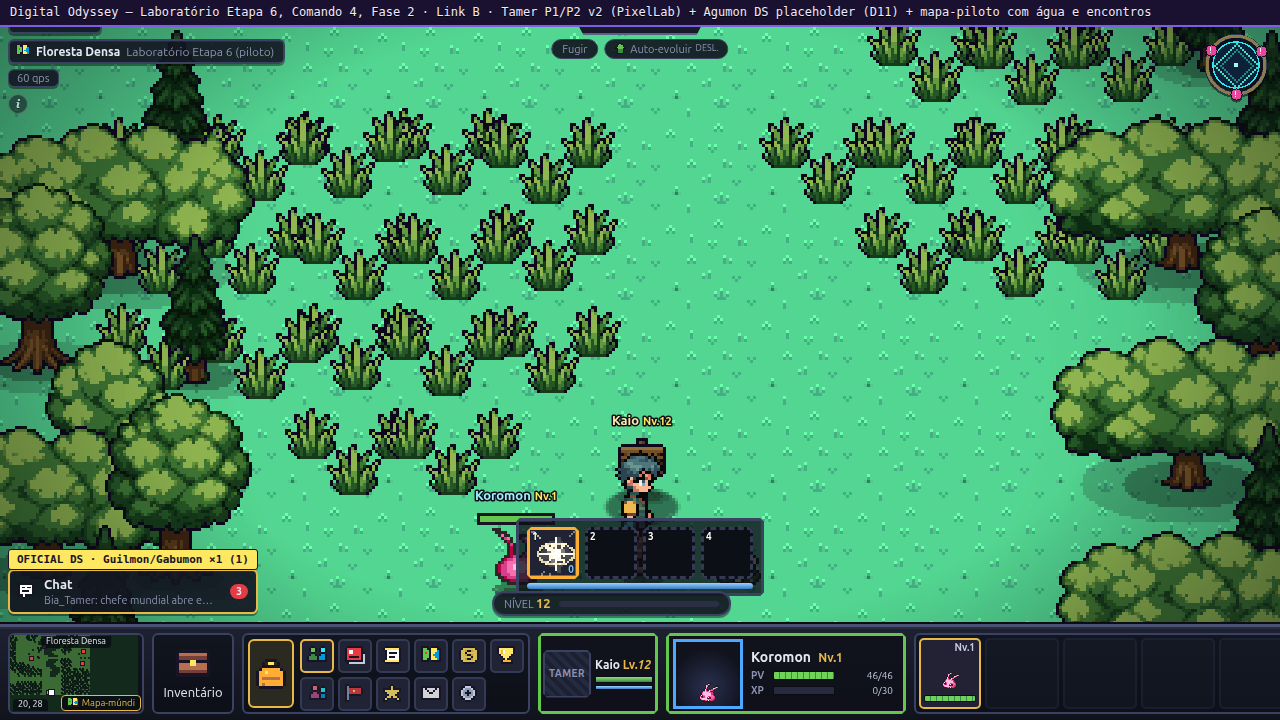 Digital Odyssey — Laboratório Etapa 6, Comando 4, Fase 2 · Link B · Tamer P1/P2 v2 (PixelLab) + Agumon DS placeholder (D11) + mapa-piloto com água e encontros
Floresta Densa Laboratório Etapa 6 (piloto)
Fugir
Auto-evoluir DESL.
60 qps
i
Kaio Nv.12
Koromon Nv.1
1 2 3 4
0
NÍVEL 12
OFICIAL DS · Guilmon/Gabumon ×1 (1)
Chat
Bia_Tamer: chefe mundial abre e...
3
Floresta Densa
20, 28
Mapa-múndi
Inventário
TAMER
Kaio Lv.12
Koromon Nv.1
PV 46/46
XP 0/30
Nv.1